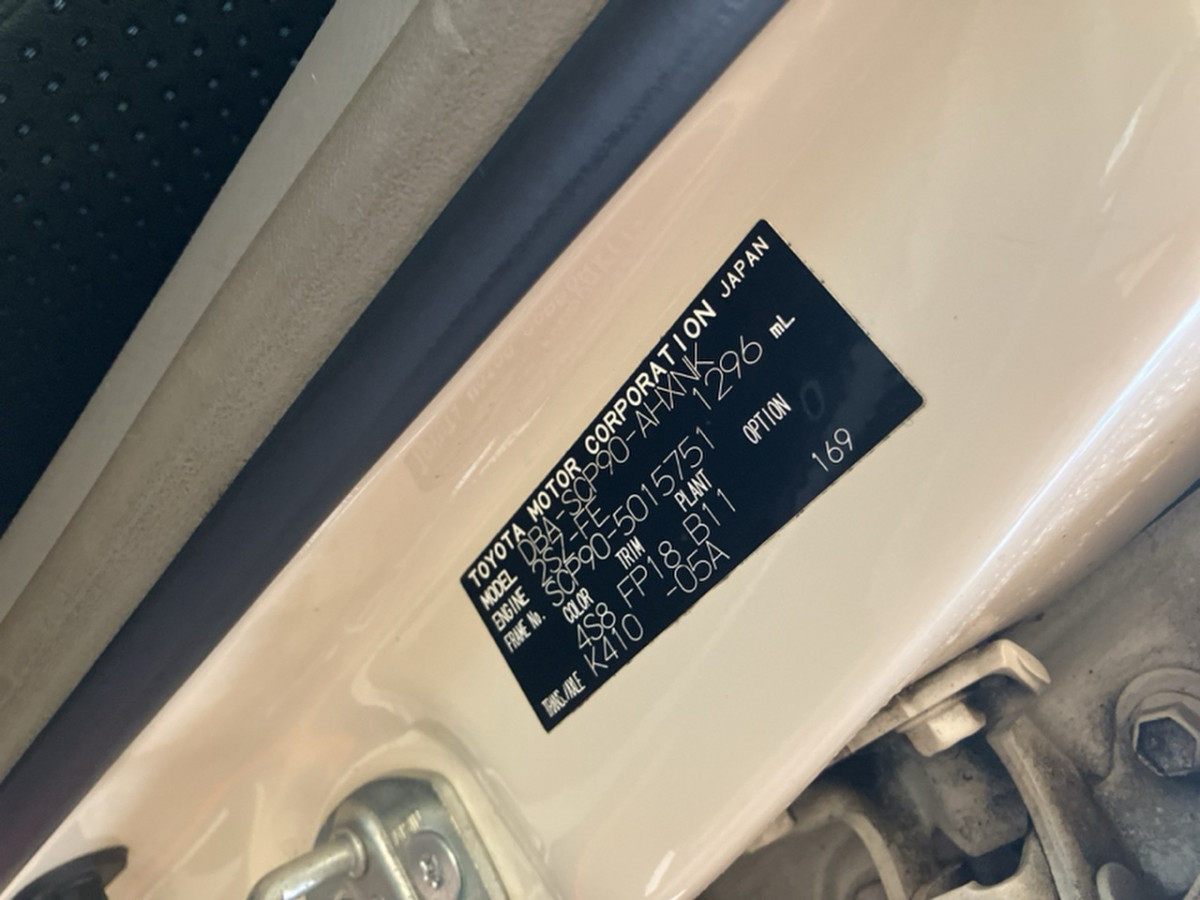 TOYOTA MOTOR CORPORATION JAPAN
MODEL DBA-SCP90-AHXNK
ENGINE 2SZ-FE 1296 mL
FRAME No. SCP90-5015751
COLOR TRIM PLANT OPTION
4S8 FP18 B11 169
TRANS./AXLE K410 -05A